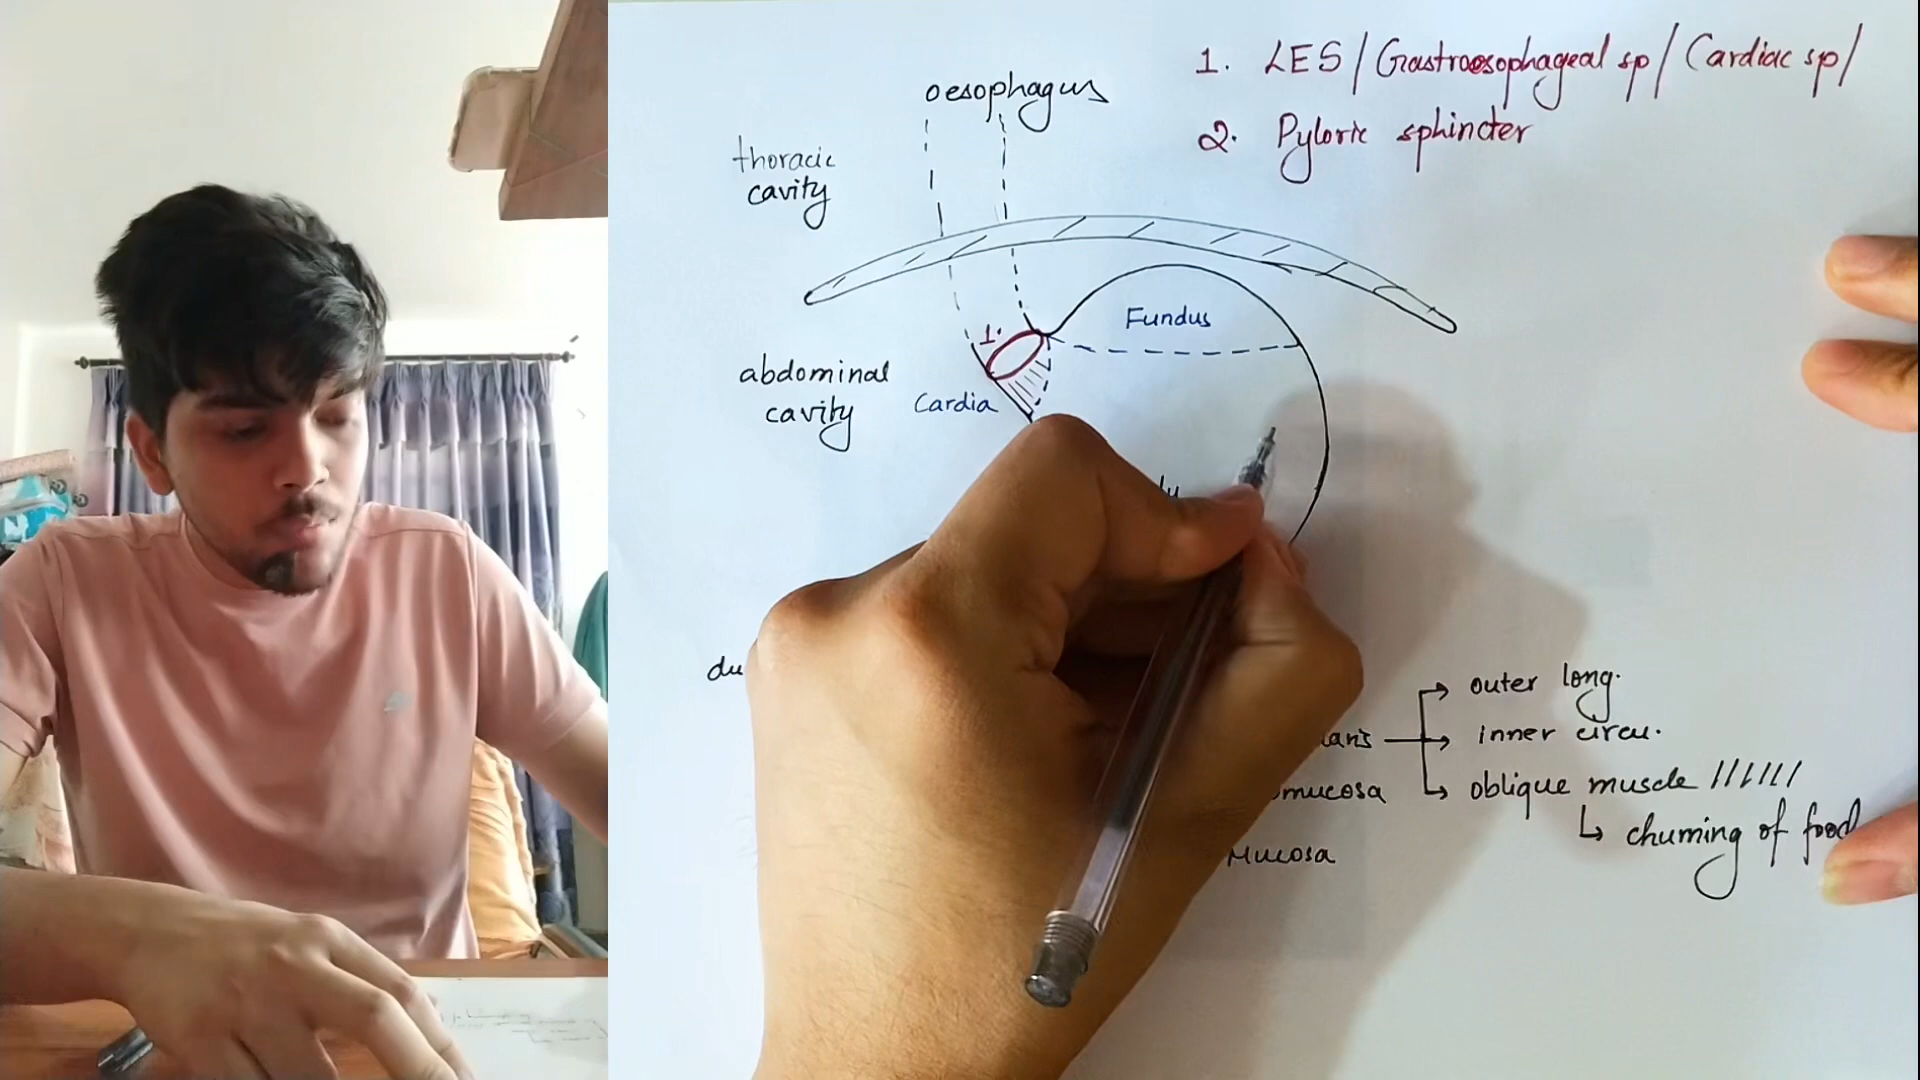 1. LES/Gastroesophageal sp/Cardiac sp/
2. Pyloric sphincter
oesophagus
thoracic
cavity
Fundus
1.
abdominal
cavity
Cardia
outer long.
inner circu.
mucosa
oblique muscle
↳ churning of food
Mucosa